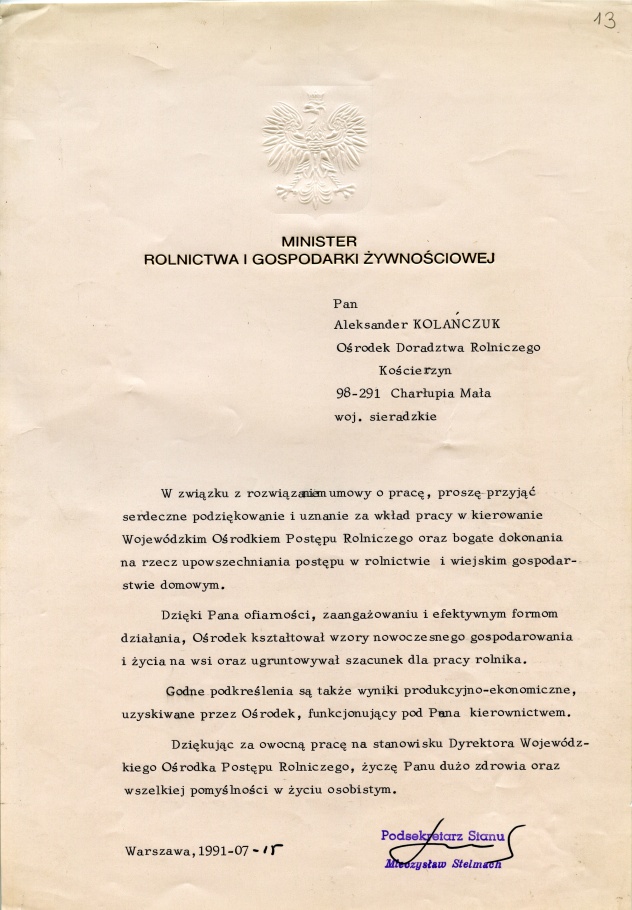 13
MINISTER
ROLNICTWA I GOSPODARKI ŻYWNOŚCIOWEJ
Pan
Aleksander KOLAŃCZUK
Ośrodek Doradztwa Rolniczego
Kościerzyn
98-291 Charłupia Mała
woj. sieradzkie
W związku z rozwiązaniem umowy o pracę, proszę przyjąć
serdeczne podziękowanie i uznanie za wkład pracy w kierowanie
Wojewódzkim Ośrodkiem Postępu Rolniczego oraz bogate dokonania
na rzecz upowszechniania postępu w rolnictwie i wiejskim gospodar-
stwie domowym.
Dzięki Pana ofiarności, zaangażowaniu i efektywnym formom
działania, Ośrodek kształtował wzory nowoczesnego gospodarowania
i życia na wsi oraz ugruntowywał szacunek dla pracy rolnika.
Godne podkreślenia są także wyniki produkcyjno-ekonomiczne,
uzyskiwane przez Ośrodek, funkcjonujący pod Pana kierownictwem.
Dziękując za owocną pracę na stanowisku Dyrektora Wojewódz-
kiego Ośrodka Postępu Rolniczego, życzę Panu dużo zdrowia oraz
wszelkiej pomyślności w życiu osobistym.
Podsekretarz Stanu
Warszawa, 1991-07-15
Mieczysław Stelmach